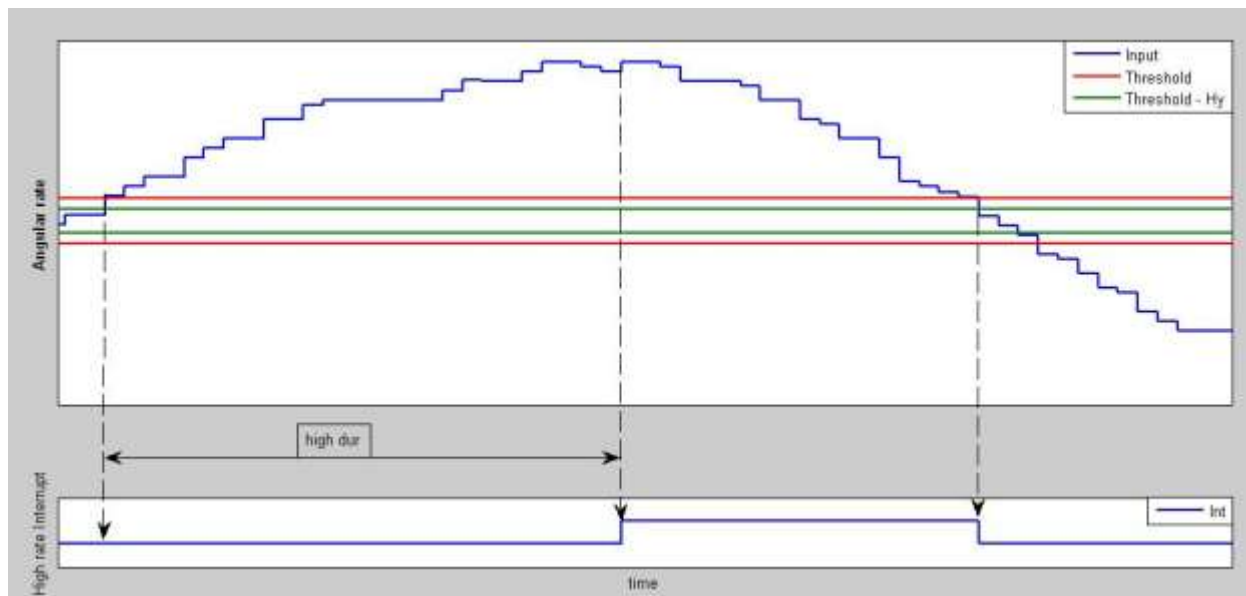 Input
Threshold
Threshold - Hy
Angular rate
high dur
High rate Interrupt
Int
time